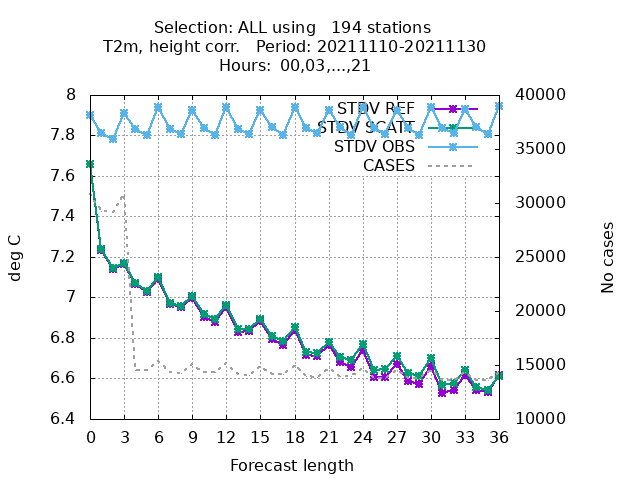 Selection: ALL using   194 stations
T2m, height corr.   Period: 20211110-20211130
Hours: 00,03,...,21
8 40000
STDV REF
STDV SCATT
7.8 35000
STDV OBS
CASES
7.6 30000
7.4
7.2 25000
deg C
No cases
7 20000
6.8
6.6 15000
6.4 10000
0 3 6 9 12 15 18 21 24 27 30 33 36
Forecast length